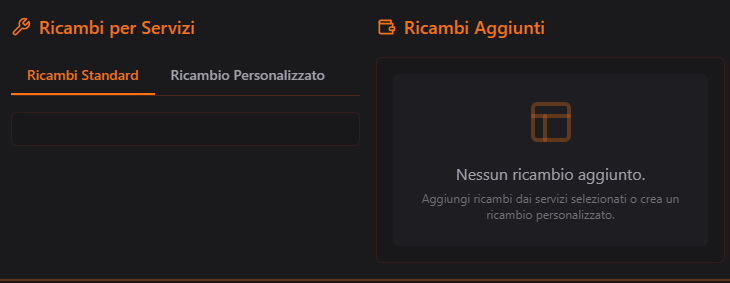 Ricambi per Servizi
Ricambi Standard
Ricambio Personalizzato
Ricambi Aggiunti
Nessun ricambio aggiunto.
Aggiungi ricambi dai servizi selezionati o crea un
ricambio personalizzato.